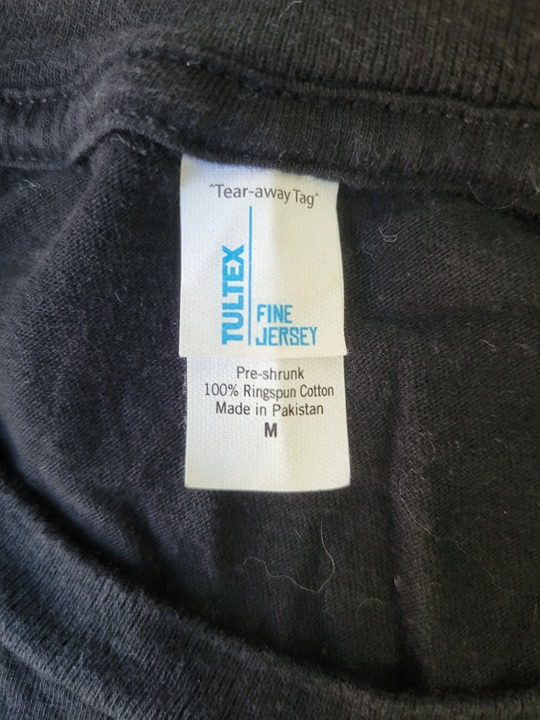 "Tear-away Tag"
TULTEX
FINE
JERSEY
Pre-shrunk
100% Ringspun Cotton
Made in Pakistan
M